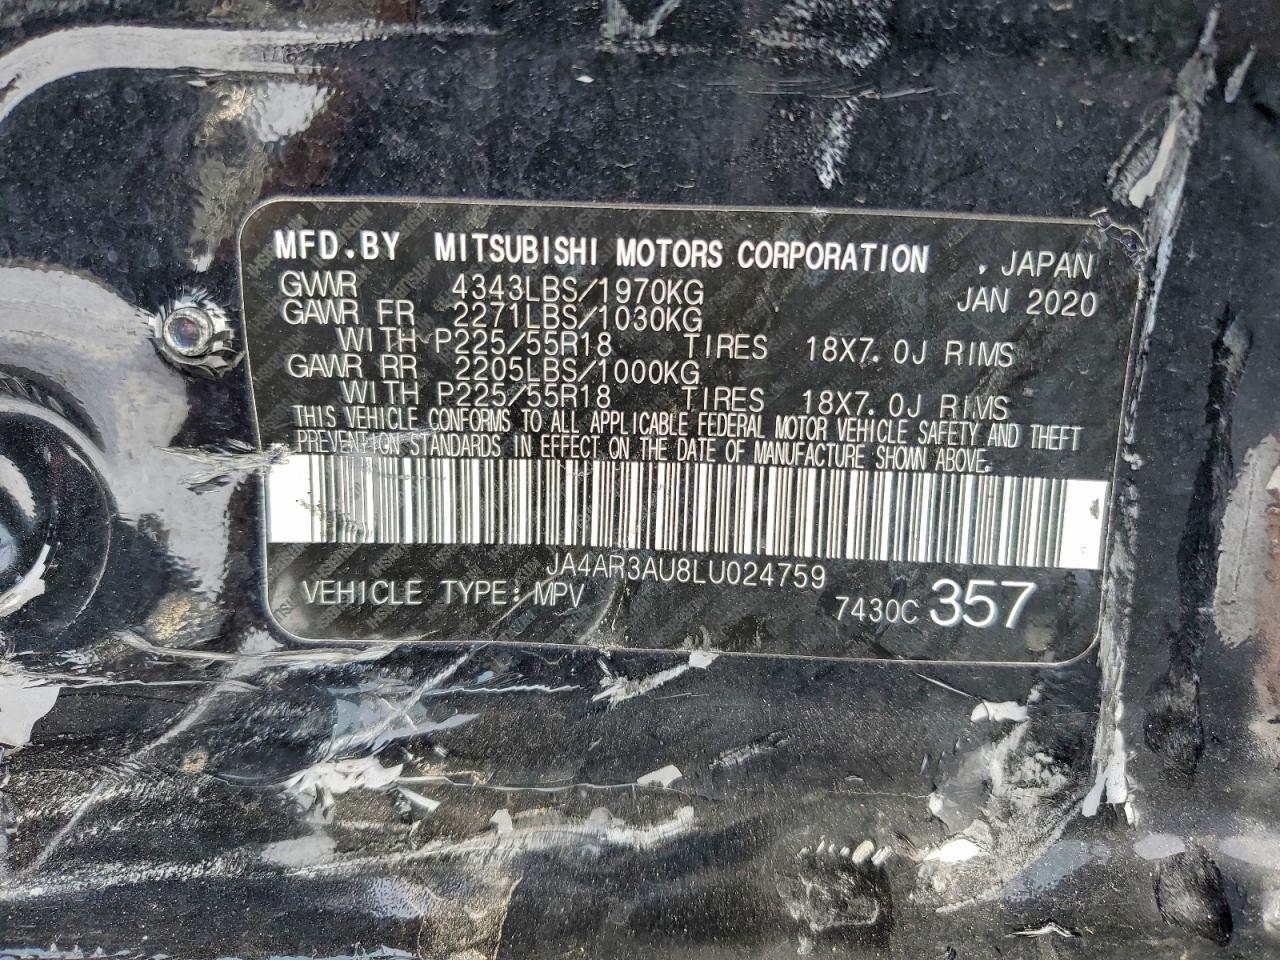 MFD.BY MITSUBISHI MOTORS CORPORATION , JAPAN
GVWR 4343LBS/1970KG JAN 2020
GAWR FR 2271LBS/1030KG
WITH P225/55R18 TIRES 18X7.0J RIMS
GAWR RR 2205LBS/1000KG
WITH P225/55R18 TIRES 18X7.0J RIMS
THIS VEHICLE CONFORMS TO ALL APPLICABLE FEDERAL MOTOR VEHICLE SAFETY AND THEFT
PREVENTION STANDARDS IN EFFECT ON THE DATE OF MANUFACTURE SHOWN ABOVE.
JA4AR3AU8LU024759
VEHICLE TYPE: MPV 7430C 357